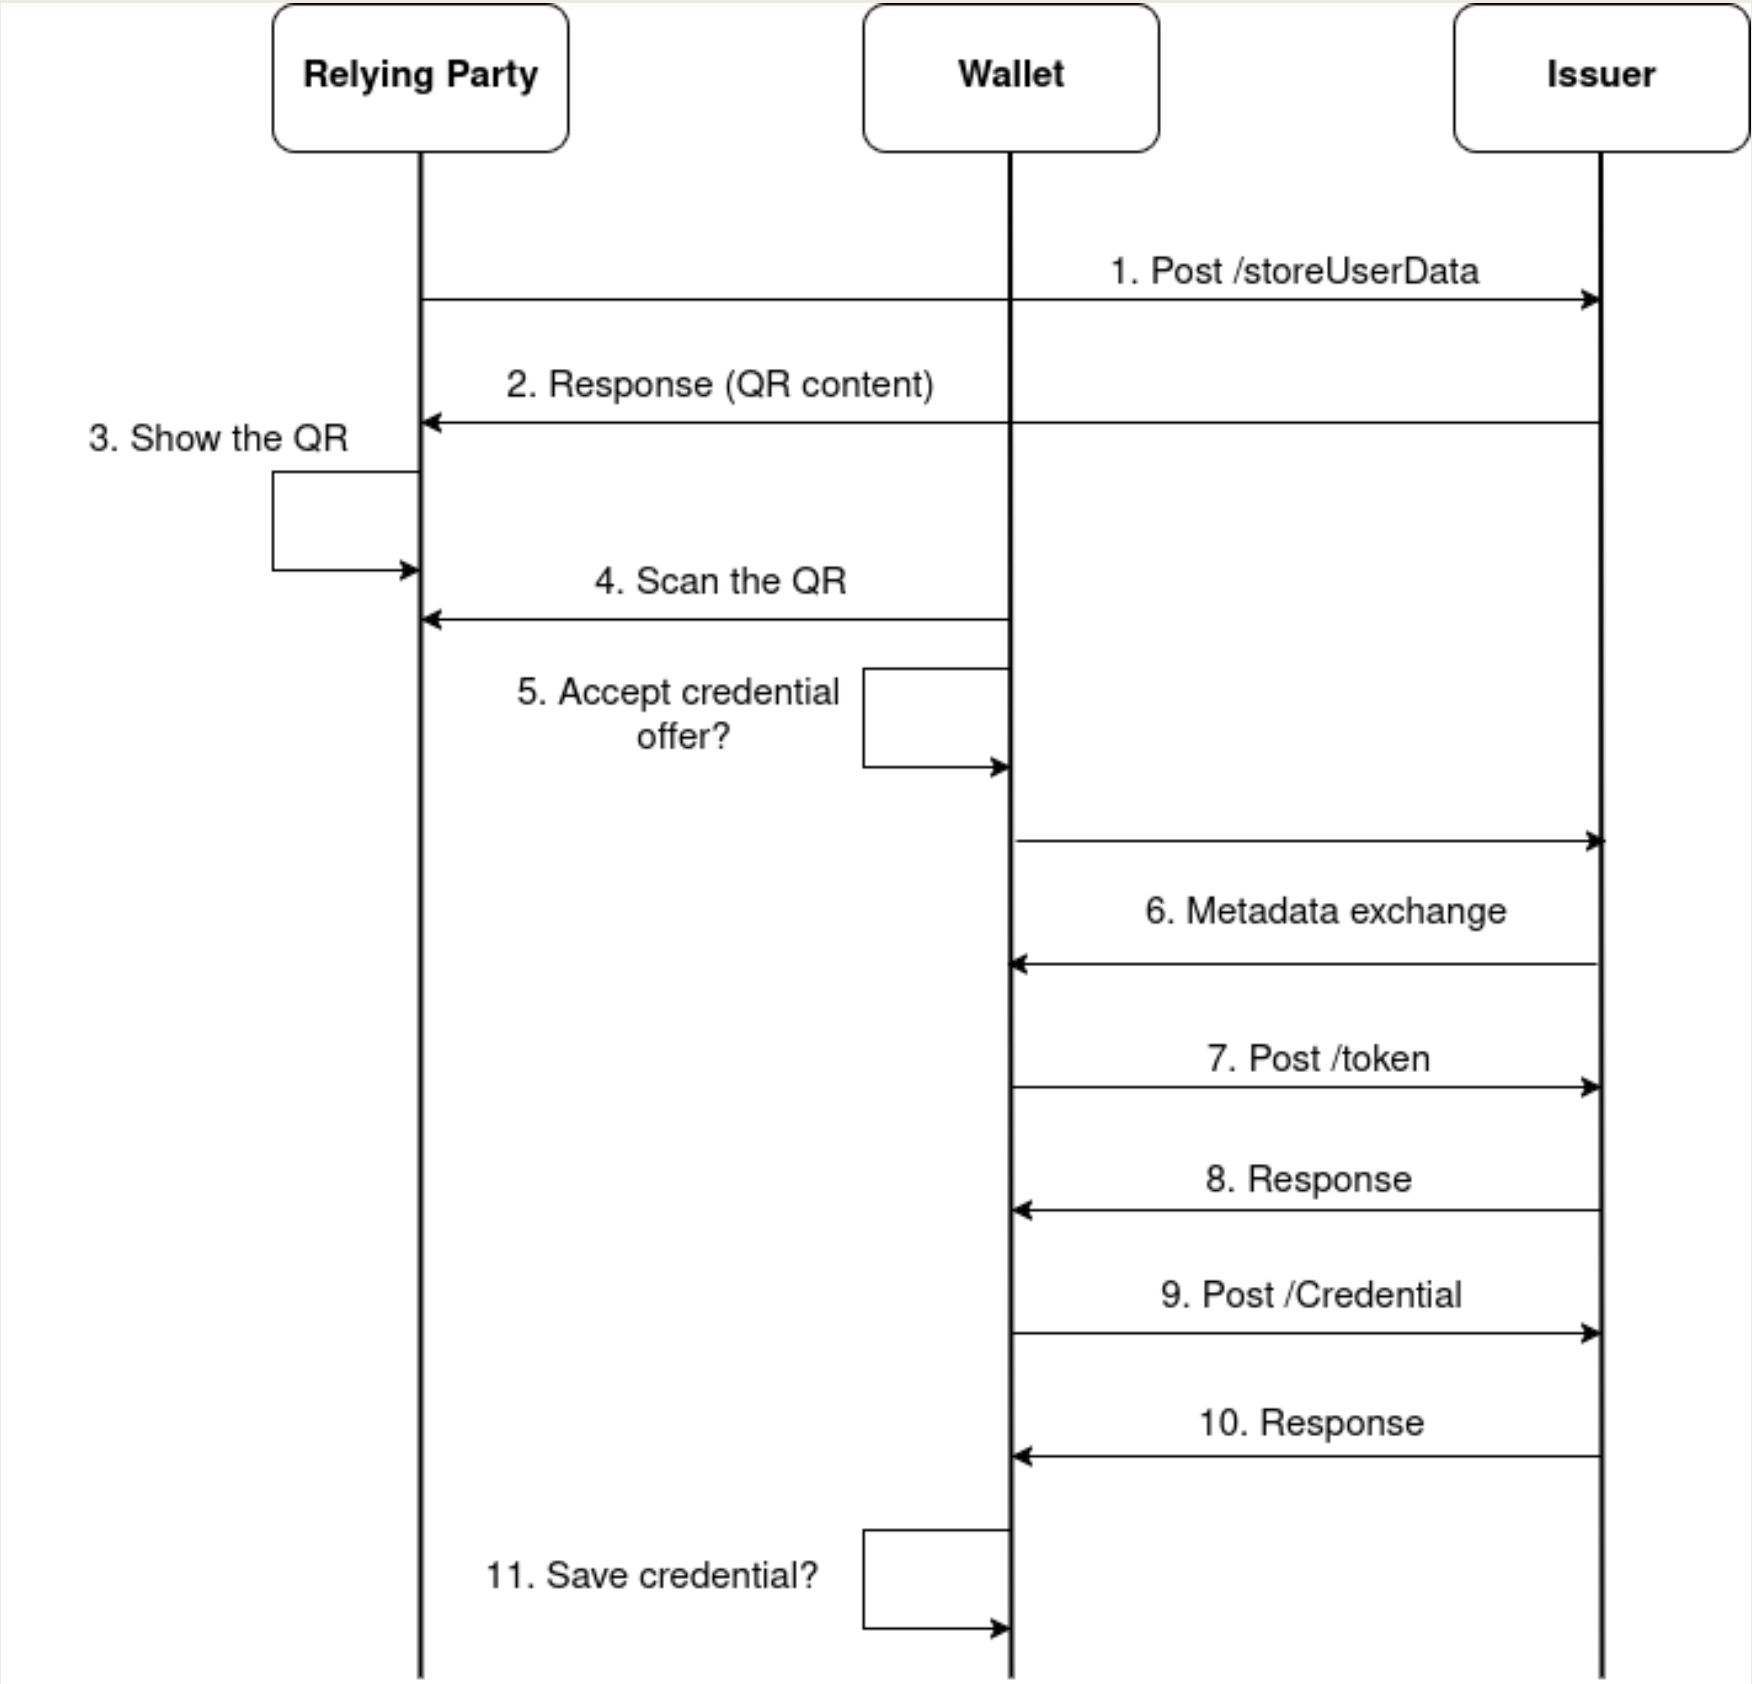 Relying Party
Wallet
Issuer
1. Post /storeUserData
2. Response (QR content)
3. Show the QR
4. Scan the QR
5. Accept credential
offer?
6. Metadata exchange
7. Post /token
8. Response
9. Post /Credential
10. Response
11. Save credential?